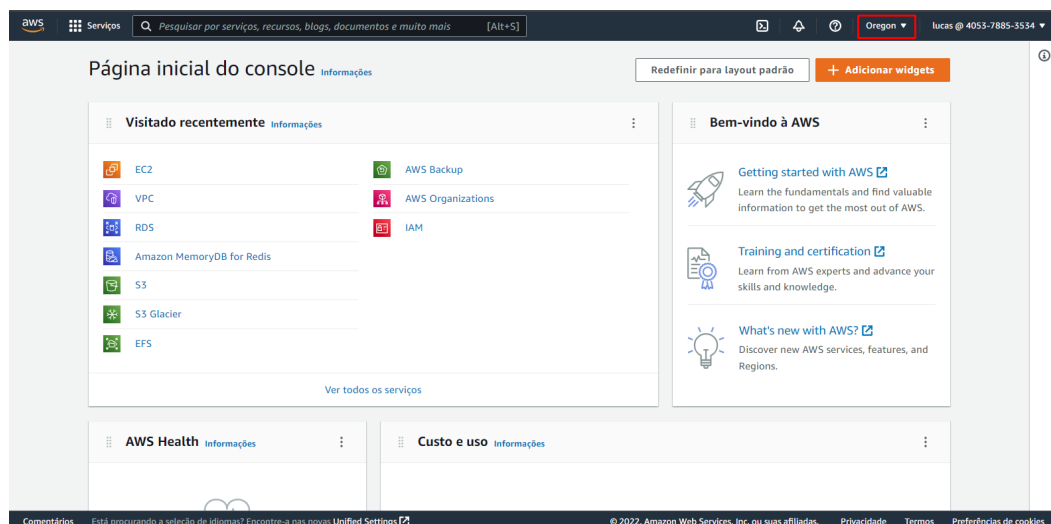 aws
Serviços
Pesquisar por serviços, recursos, blogs, documentos e muito mais [Alt+S]
Oregon
lucas @ 4053-7885-3534
Página inicial do console Informações
Redefinir para layout padrão
+ Adicionar widgets
Visitado recentemente Informações
EC2
VPC
RDS
Amazon MemoryDB for Redis
S3
S3 Glacier
EFS
AWS Backup
AWS Organizations
IAM
Ver todos os serviços
Bem-vindo à AWS
Getting started with AWS
Learn the fundamentals and find valuable
information to get the most out of AWS.
Training and certification
Learn from AWS experts and advance your
skills and knowledge.
What's new with AWS?
Discover new AWS services, features, and
Regions.
AWS Health Informações
Custo e uso Informações
Comentários
Está procurando a seleção de idiomas? Encontre-a nas novas Unified Settings
© 2022, Amazon Web Services, Inc. ou suas afiliadas.
Privacidade
Termos
Preferências de cookies